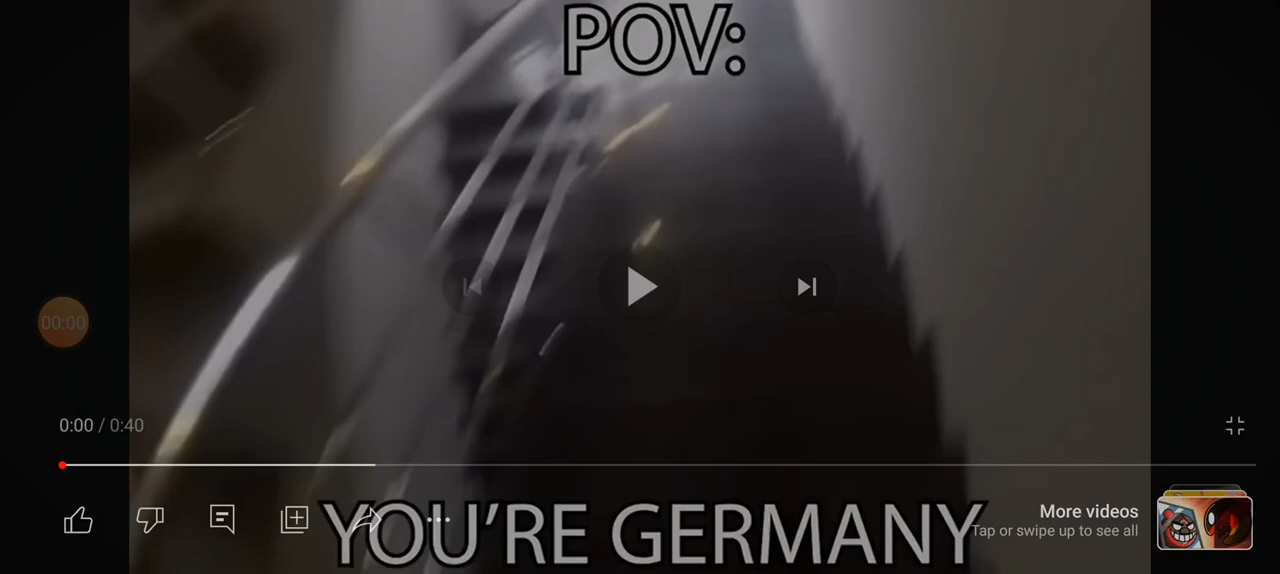 POV:
00:00
0:00 / 0:40
YOU'RE GERMANY
More videos
Tap or swipe up to see all